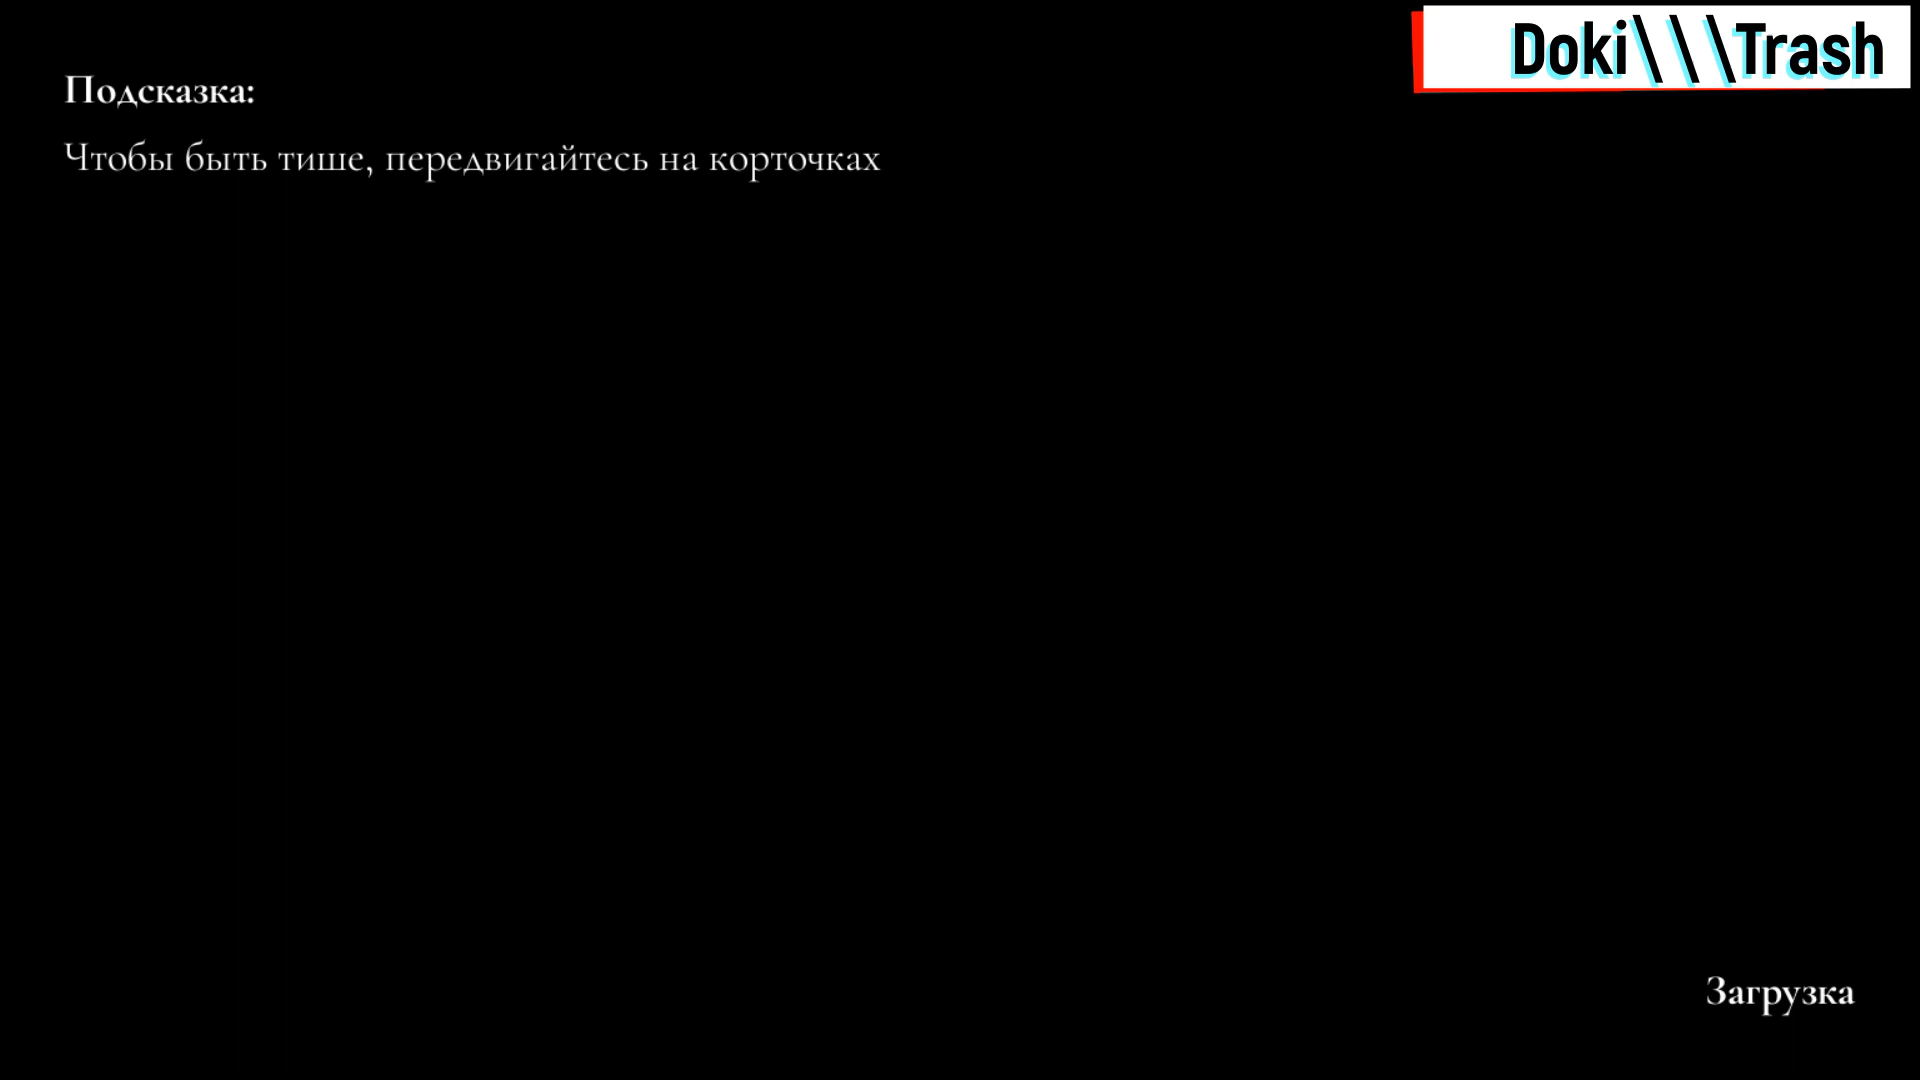 Doki\\\Trash
Подсказка:
Чтобы быть тише, передвигайтесь на корточках
Загрузка